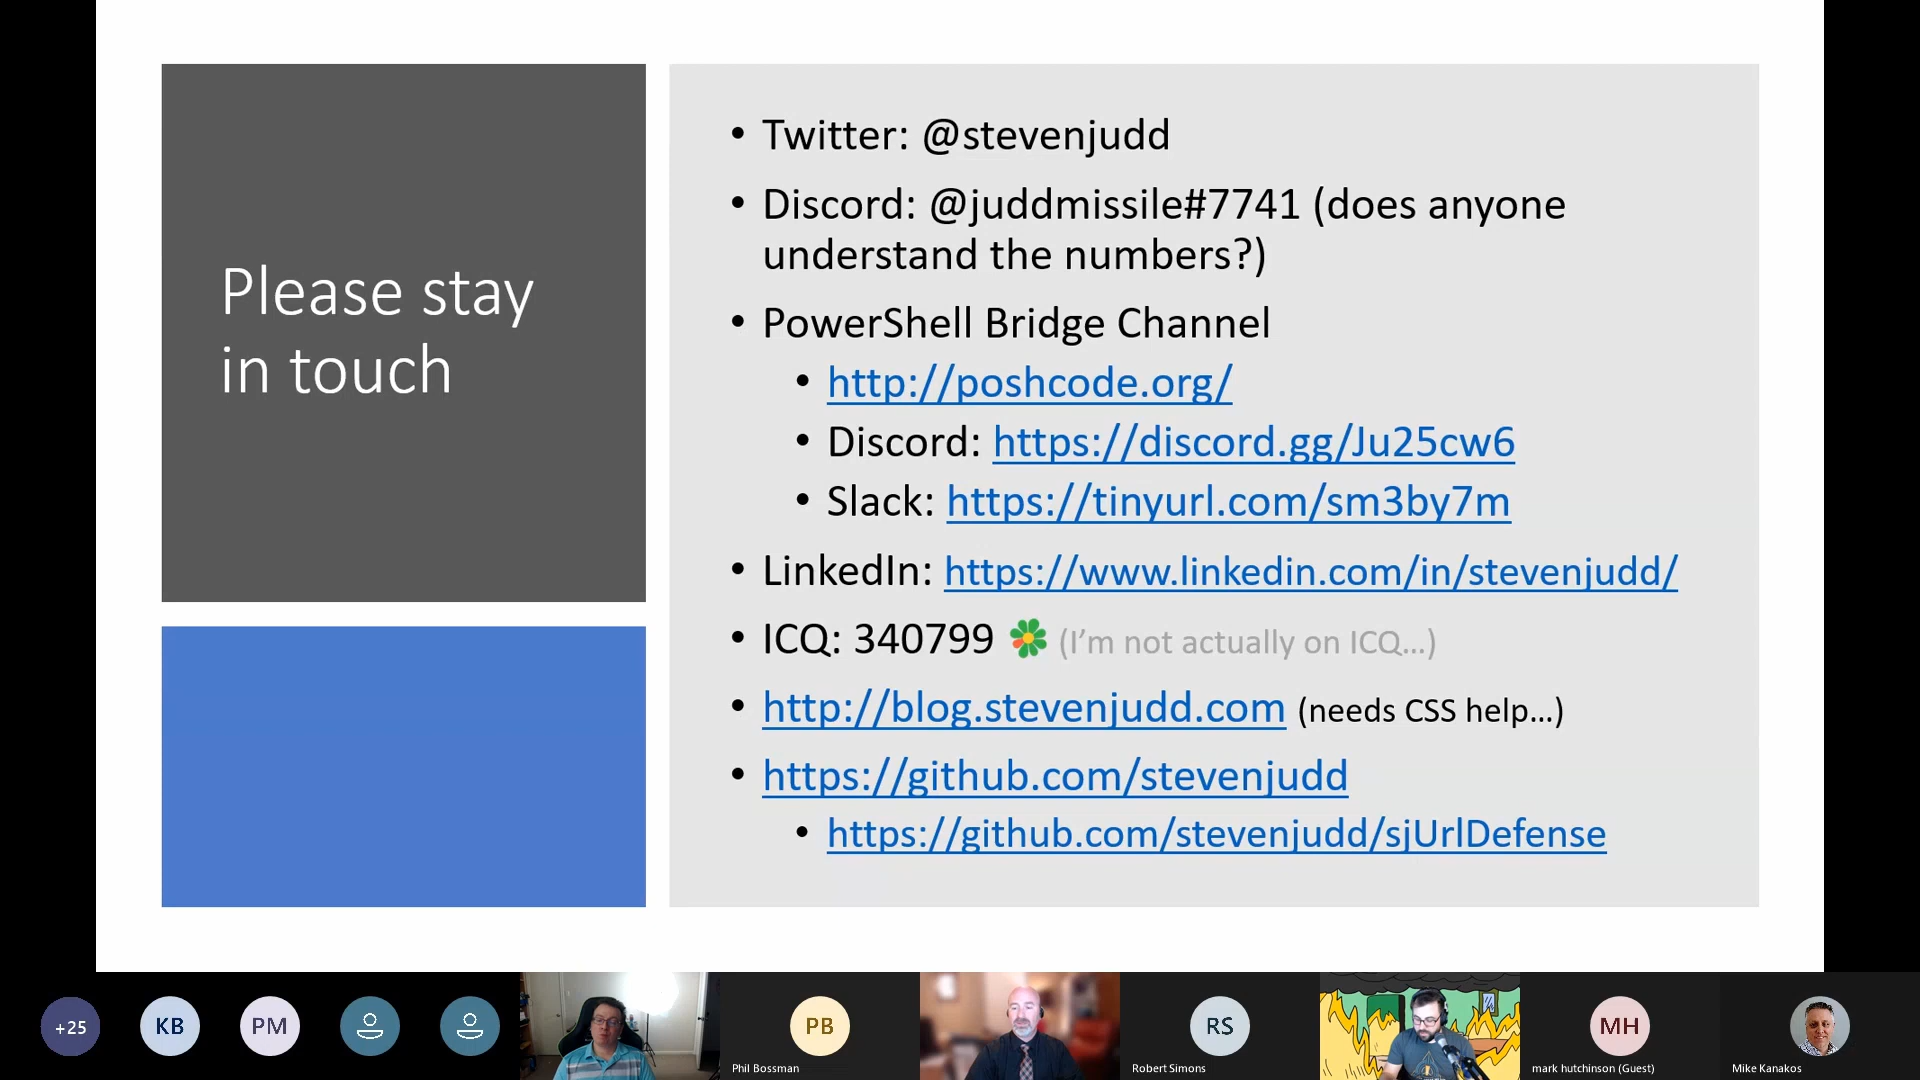 Please stay
in touch
• Twitter: @stevenjudd
• Discord: @juddmissile#7741 (does anyone
understand the numbers?)
• PowerShell Bridge Channel
• http://poshcode.org/
• Discord: https://discord.gg/Ju25cw6
• Slack: https://tinyurl.com/sm3by7m
• LinkedIn: https://www.linkedin.com/in/stevenjudd/
• ICQ: 340799 (I’m not actually on ICQ…)
• http://blog.stevenjudd.com (needs CSS help…)
• https://github.com/stevenjudd
• https://github.com/stevenjudd/sjUrlDefense
+25
KB
PM
PB
Phil Bossman
RS
Robert Simons
MH
mark hutchinson (Guest)
Mike Kanakos